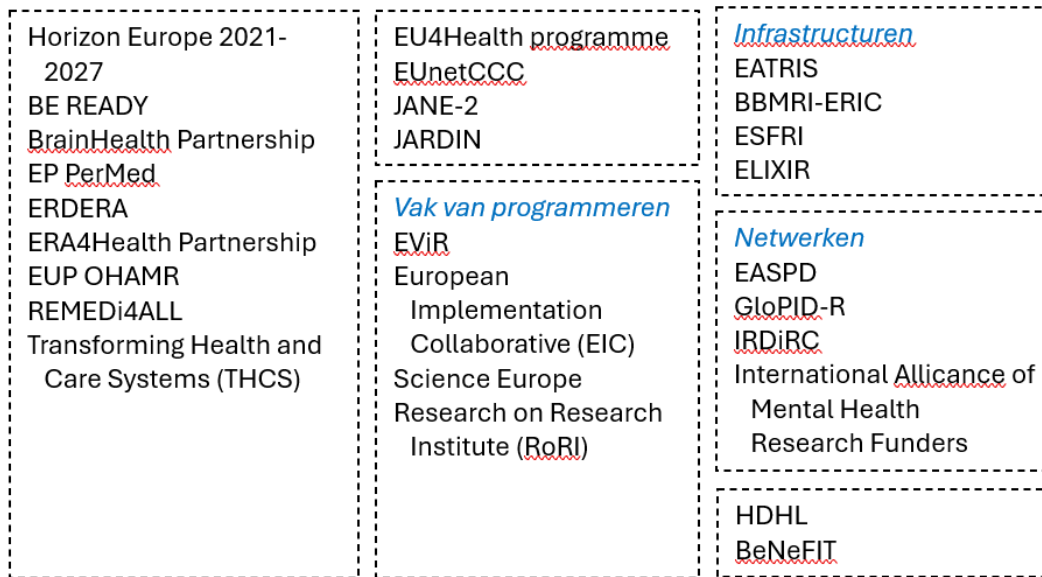 Horizon Europe 2021-
2027
BE READY
BrainHealth Partnership
EP PerMed
ERDERA
ERA4Health Partnership
EUP OHAMR
REMEDi4ALL
Transforming Health and
Care Systems (THCS)
EU4Health programme
EUnetCCC
JANE-2
JARDIN
Vak van programmeren
EViR
European
Implementation
Collaborative (EIC)
Science Europe
Research on Research
Institute (RoRI)
Infrastructuren
EATRIS
BBMRI-ERIC
ESFRI
ELIXIR
Netwerken
EASPD
GloPID-R
IRDiRC
International Allicance of
Mental Health
Research Funders
HDHL
BeNeFIT